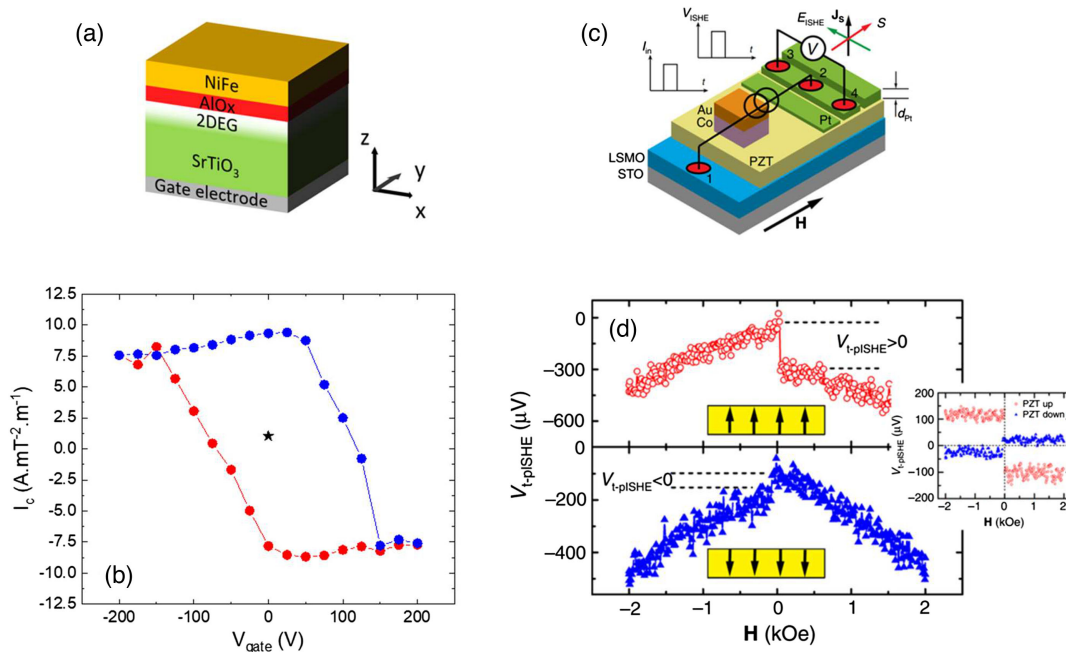 (a)
NiFe
AlOx
2DEG
SrTiO3
Gate electrode
z
y
x
(c)
VISHE
t
Iin
t
EISHE
Js
S
V
3
2
4
1
Au
Co
Pt
dPt
PZT
LSMO
STO
H
(b)
12.5
10.0
7.5
5.0
2.5
0.0
-2.5
-5.0
-7.5
-10.0
-12.5
Ic (A.mT-2.m-1)
-200 -100 0 100 200
Vgate (V)
(d)
0
−300
−600
Vt-pISHE>0
0
−200
−400
Vt-pISHE<0
Vt-pISHE (μV)
−2 −1 0 1 2
H (kOe)
PZT up
PZT down
200
100
0
−100
−200
Vt-pISHE (μV)
−2 −1 0 1 2
H (kOe)